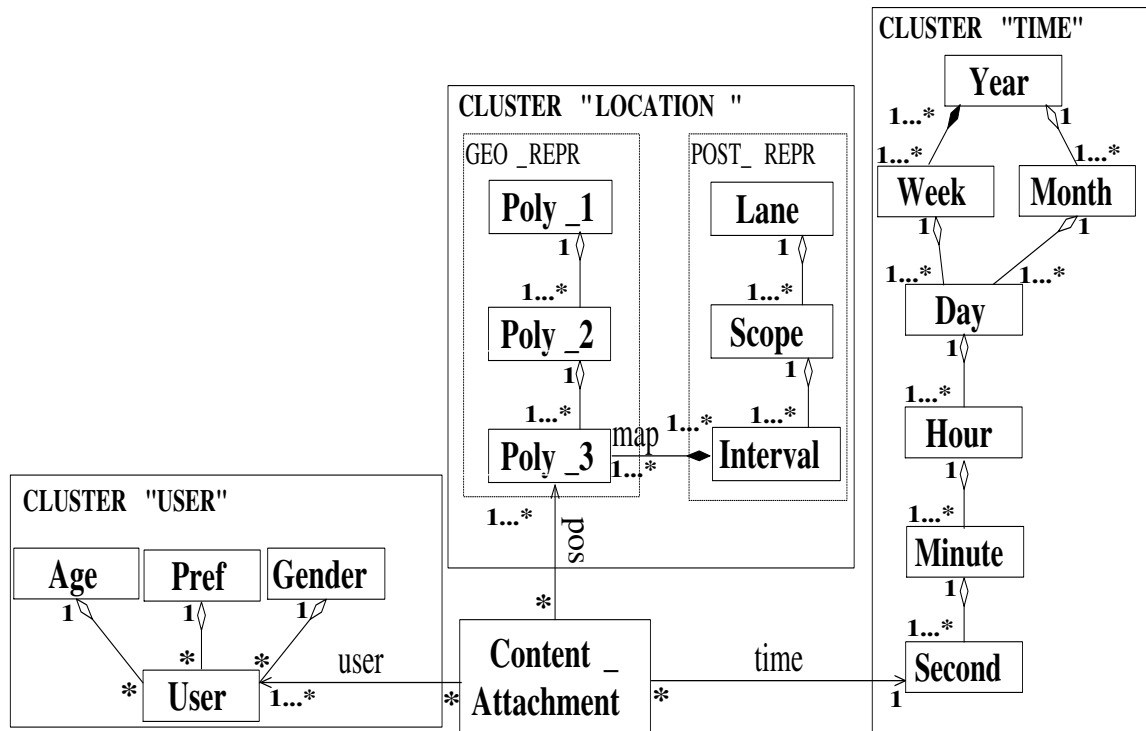 CLUSTER "TIME"
Year
1...*
1
1...*
1...*
Week
Month
1
1
1...*
1...*
Day
1
1...*
Hour
1
1...*
Minute
1
1...*
Second
1
CLUSTER "LOCATION "
GEO _REPR
POST_ REPR
Poly _1
1
1...*
Poly _2
1
1...*
Poly _3
Lane
1
1...*
Scope
1
1...*
Interval
map
1...*
1...*
1...*
pos
*
CLUSTER "USER"
Age
Pref
Gender
1
1
1
*
*
*
User
1...*
user
*
Content _
Attachment
time
*